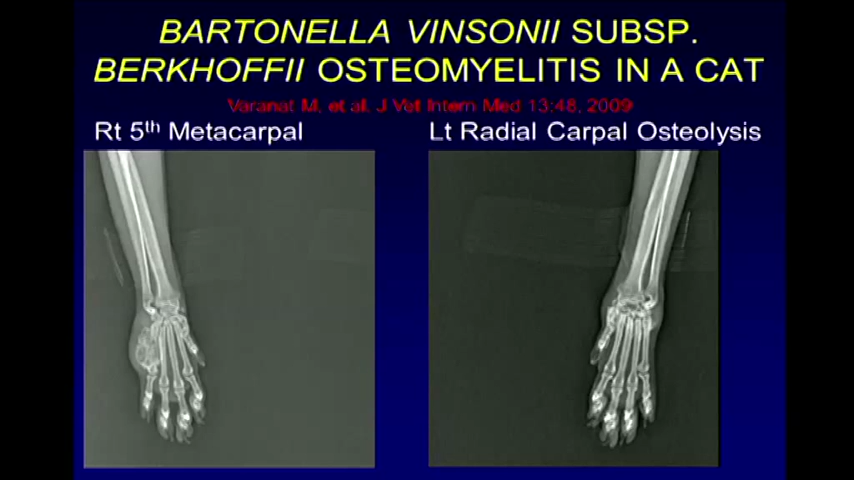 BARTONELLA VINSONII SUBSP.
BERKHOFFII OSTEOMYELITIS IN A CAT
Varanat M, et al. J Vet Intern Med 13:48, 2009
Rt 5th Metacarpal
Lt Radial Carpal Osteolysis